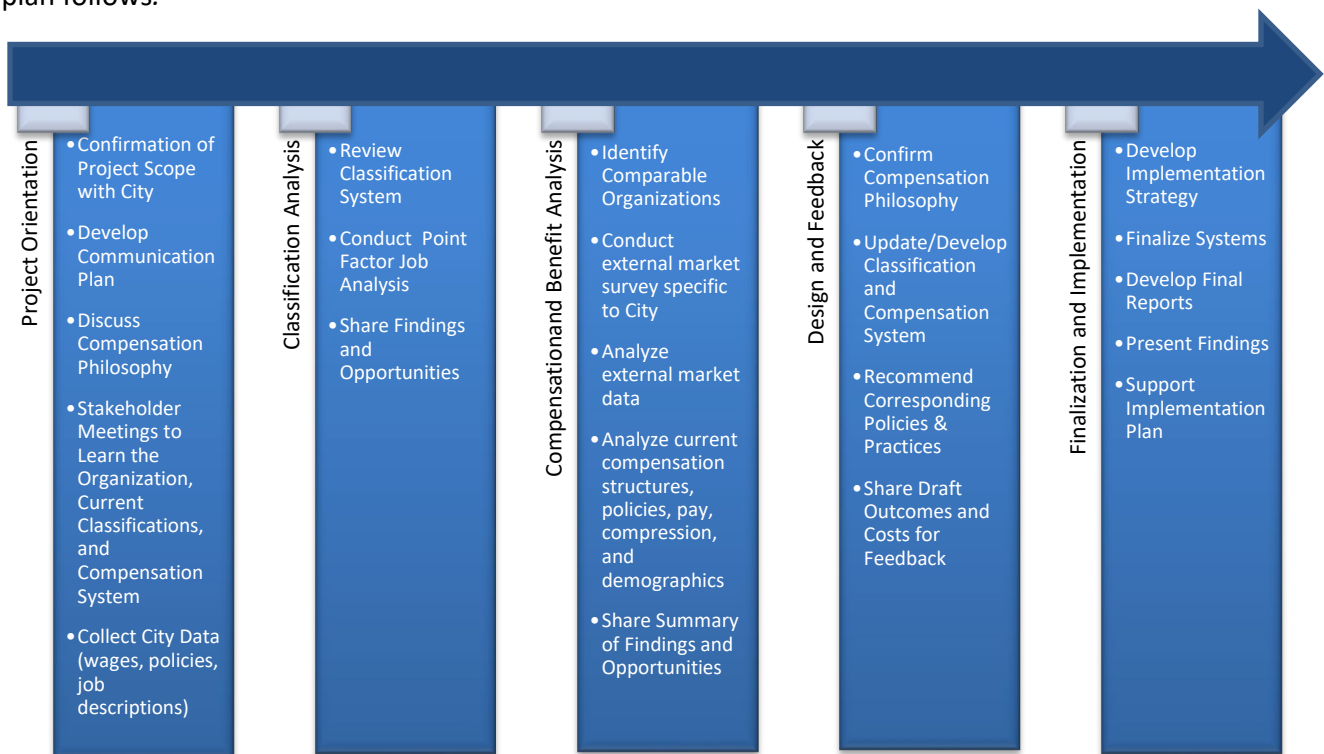 plan follows.
Project Orientation
•Confirmation of
Project Scope
with City
•Develop
Communication
Plan
•Discuss
Compensation
Philosophy
•Stakeholder
Meetings to
Learn the
Organization,
Current
Classifications,
and
Compensation
System
•Collect City Data
(wages, policies,
job
descriptions)
Classification Analysis
•Review
Classification
System
•Conduct Point
Factor Job
Analysis
•Share Findings
and
Opportunities
Compensationand Benefit Analysis
•Identify
Comparable
Organizations
•Conduct
external market
survey specific
to City
•Analyze
external market
data
•Analyze current
compensation
structures,
policies, pay,
compression,
and
demographics
•Share Summary
of Findings and
Opportunities
Design and Feedback
•Confirm
Compensation
Philosophy
•Update/Develop
Classification
and
Compensation
System
•Recommend
Corresponding
Policies &
Practices
•Share Draft
Outcomes and
Costs for
Feedback
Finalization and Implementation
•Develop
Implementation
Strategy
•Finalize Systems
•Develop Final
Reports
•Present Findings
•Support
Implementation
Plan